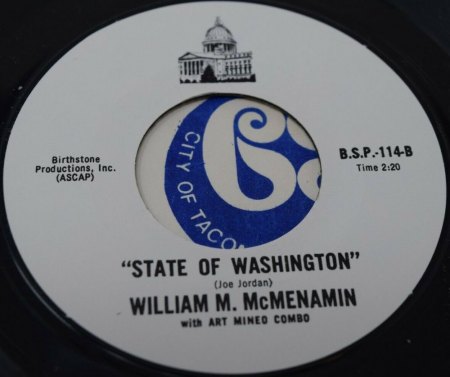 Birthstone
Productions, Inc.
(ASCAP)
B.S.P.-114-B
Time 2:20
CITY OF TACO
"STATE OF WASHINGTON"
(Joe Jordan)
WILLIAM M. McMENAMIN
with ART MINEO COMBO